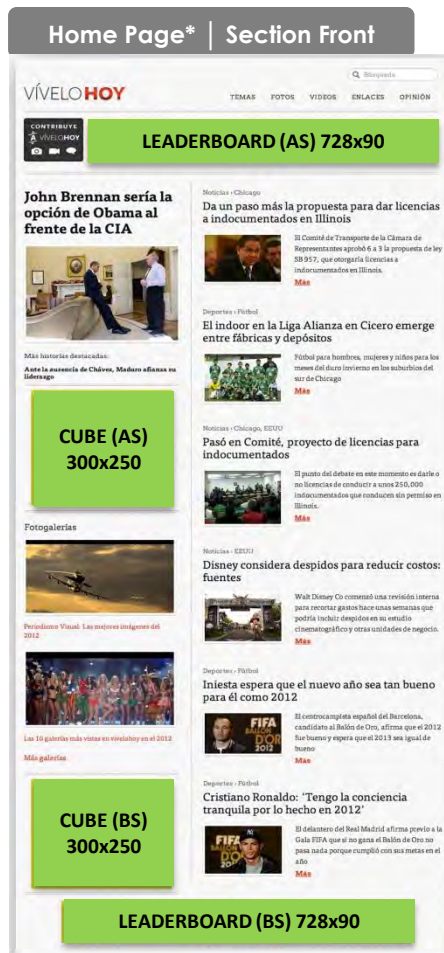 Home Page* | Section Front
Búsqueda
VÍVELOHOY
TEMAS FOTOS VIDEOS ENLACES OPINIÓN
CONTRIBUYE
A VIVELOHOY
LEADERBOARD (AS) 728x90
John Brennan sería la
opción de Obama al
frente de la CIA
Más historias destacadas:
Ante la ausencia de Chávez, Maduro afianza su
liderazgo
CUBE (AS)
300x250
Fotogalerías
Periodismo Visual: Las mejores imágenes del
2012
Las 10 galerías más vistas en vivelohoy en el 2012
Más galerías
CUBE (BS)
300x250
Noticias › Chicago
Da un paso más la propuesta para dar licencias
a indocumentados en Illinois
El Comité de Transporte de la Cámara de
Representantes aprobó 6 a 3 la propuesta de ley
SB957, que otorgaría licencias a
indocumentados en Illinois.
Más
Deportes › Fútbol
El indoor en la Liga Alianza en Cicero emerge
entre fábricas y depósitos
Fútbol para hombres, mujeres y niños para los
meses del duro invierno en los suburbios del
sur de Chicago
Más
Noticias › Chicago, EEUU
Pasó en Comité, proyecto de licencias para
indocumentados
El punto del debate en este momento es darle o
no licencias de conducir a unos 250,000
indocumentados que conducen sin permiso en
Illinois.
Más
Noticias › EEUU
Disney considera despidos para reducir costos:
fuentes
Walt Disney Co comenzó una revisión interna
para recortar gastos hace unas semanas que
podría incluir despidos en su estudio
cinematográfico y otras unidades de negocio.
Más
Deportes › Fútbol
Iniesta espera que el nuevo año sea tan bueno
para él como 2012
FIFA
BALLON
D'OR
2012
El centrocampista español del Barcelona,
candidato al Balón de Oro, afirma que el 2012
fue bueno y espera que el 2013 sea igual de
bueno
Más
Deportes › Fútbol
Cristiano Ronaldo: 'Tengo la conciencia
tranquila por lo hecho en 2012'
FIFA
El delantero del Real Madrid afirma previo a la
Gala FIFA que si no gana el Balón de Oro no
pasa nada porque cumplió con sus metas en el
año
Más
LEADERBOARD (BS) 728x90